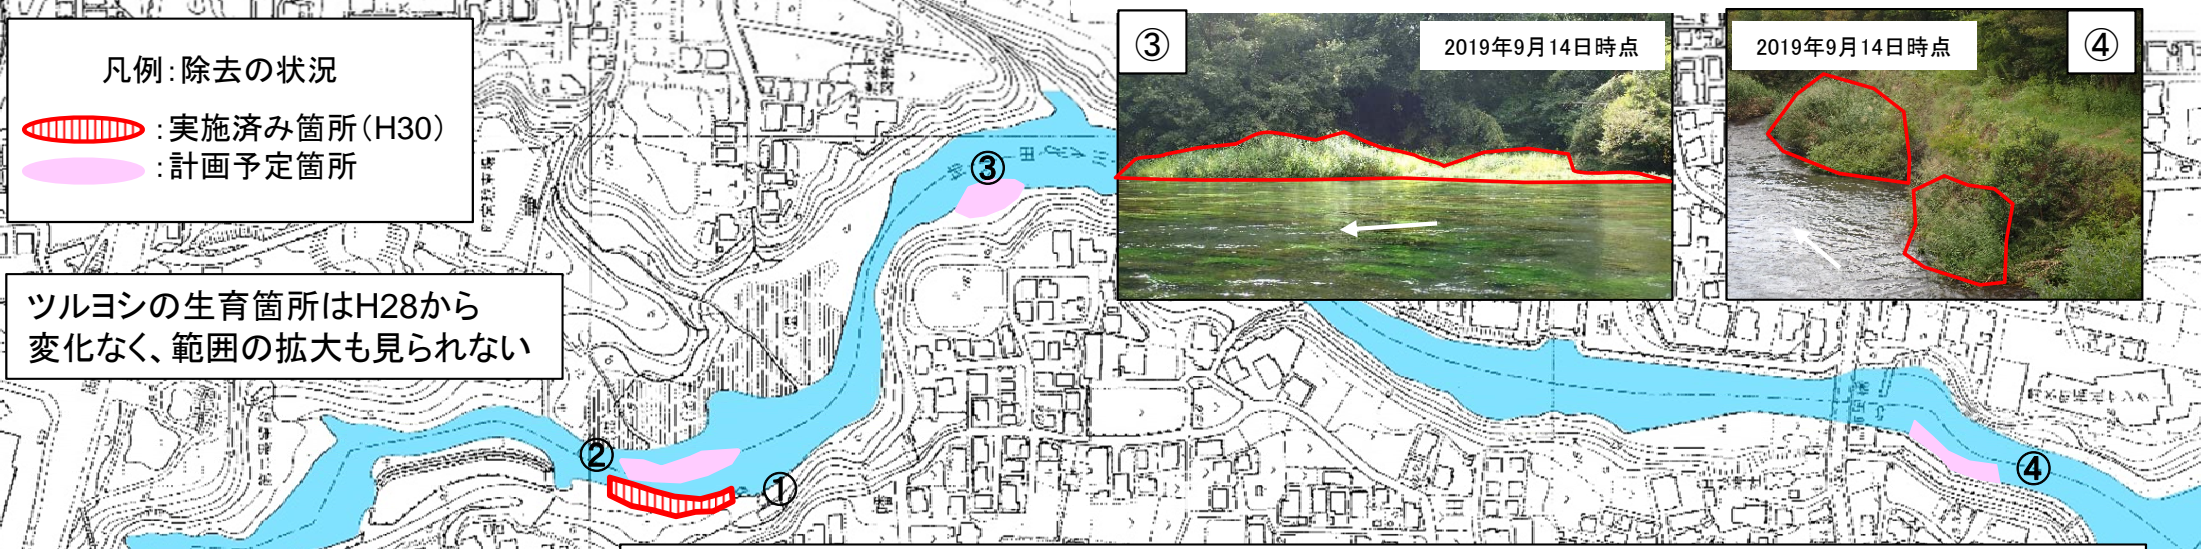 凡例：除去の状況
：実施済み箇所（H30）
：計画予定箇所
ツルヨシの生育箇所はH28から
変化なく、範囲の拡大も見られない
③
2019年9月14日時点
2019年9月14日時点
④
③
②
①
④